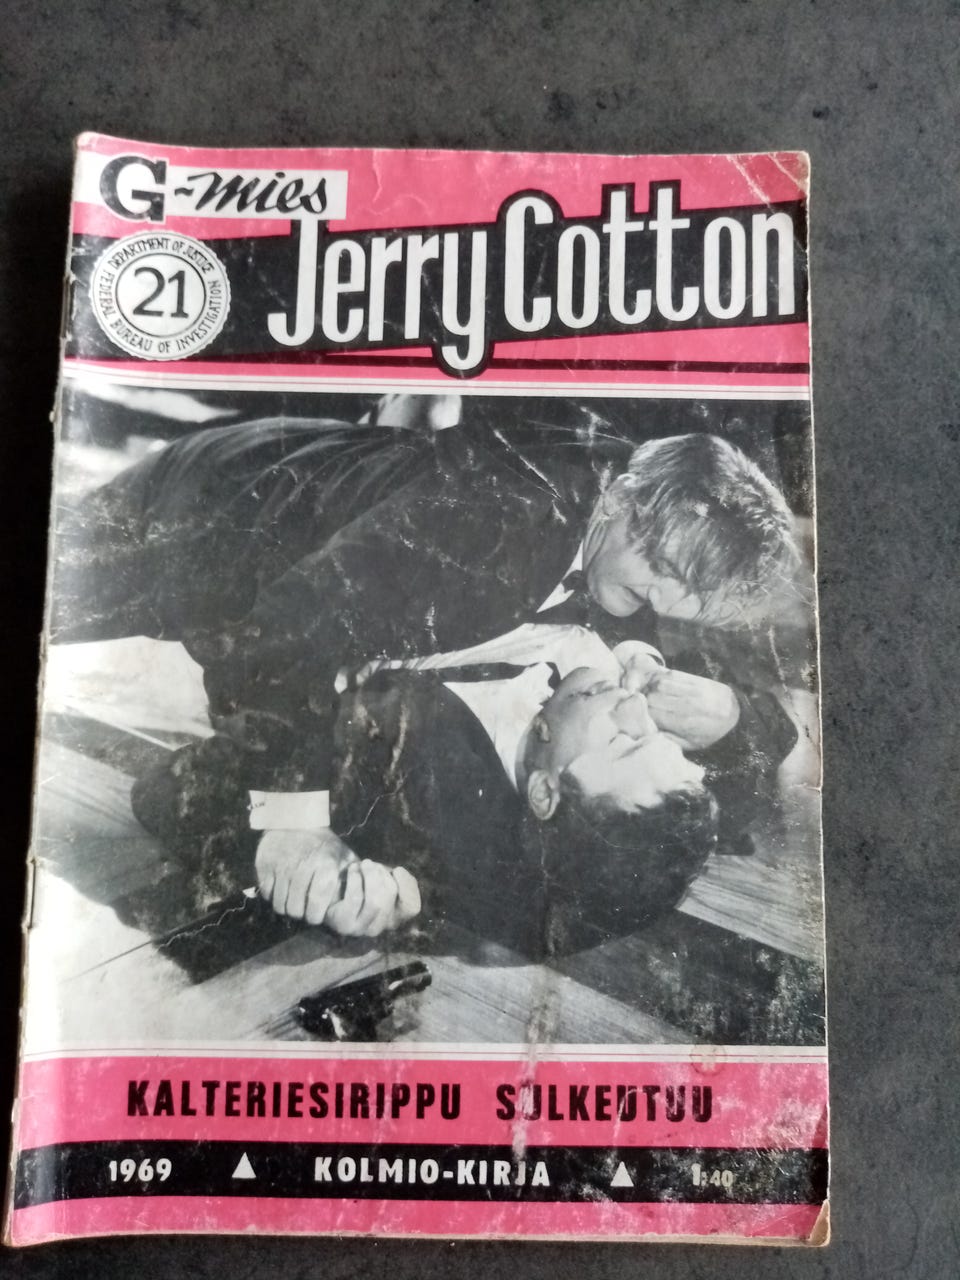 G-mies
Jerry Cotton
DEPARTMENT OF JUSTICE
21
FEDERAL BUREAU OF INVESTIGATION
KALTERIESIRIPPU SULKEUTUU
1969 ▲ KOLMIO-KIRJA ▲ 1:40